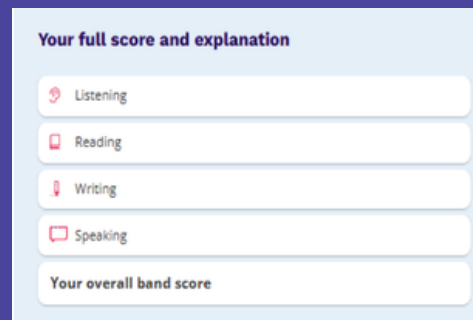 Your full score and explanation
Listening
Reading
Writing
Speaking
Your overall band score